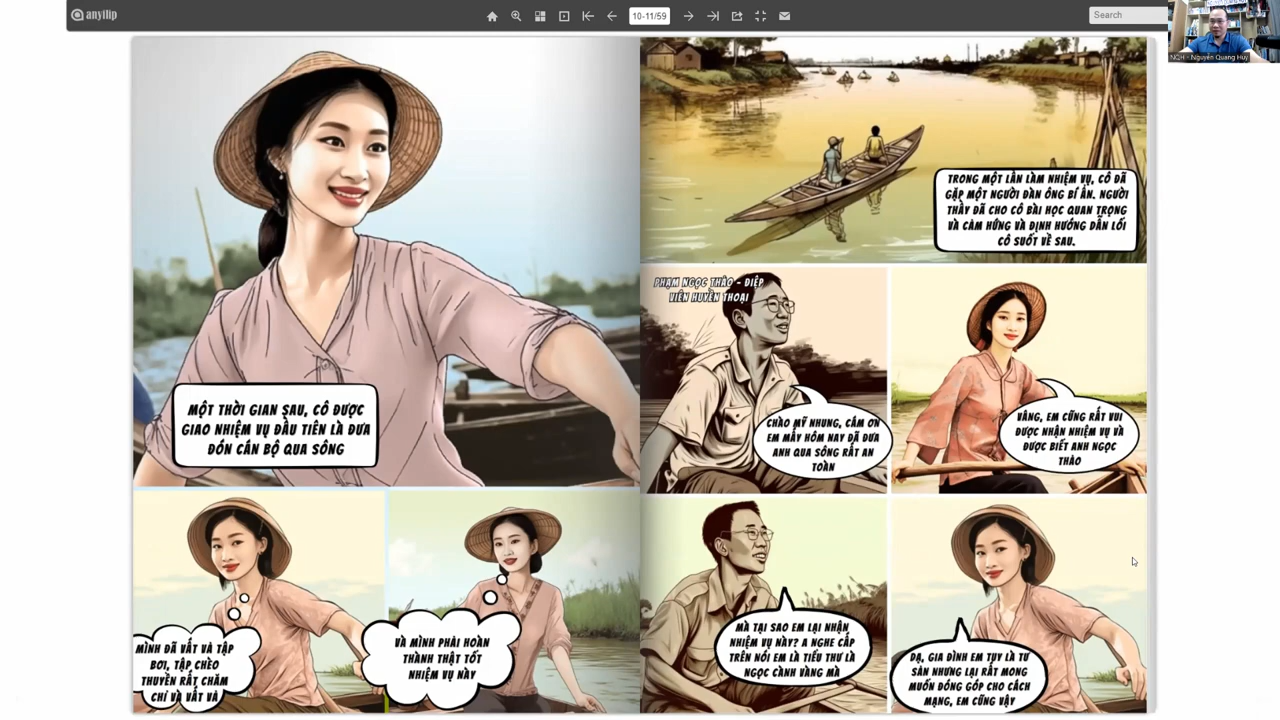 anyflip
10-11/59
Search
NQH - Nguyễn Quang Huy
MỘT THỜI GIAN SAU, CÔ ĐƯỢC
GIAO NHIỆM VỤ ĐẦU TIÊN LÀ ĐƯA
ĐÓN CÁN BỘ QUA SÔNG
MÌNH ĐÃ VẤT VẢ TẬP
BƠI, TẬP CHÈO
THUYỀN RẤT CHĂM
CHỈ VÀ VẤT VẢ
VÀ MÌNH PHẢI HOÀN
THÀNH THẬT TỐT
NHIỆM VỤ NÀY
TRONG MỘT LẦN LÀM NHIỆM VỤ, CÔ ĐÃ
GẶP MỘT NGƯỜI ĐÀN ÔNG BÍ ẨN. NGƯỜI
THẦY ĐÃ CHO CÔ BÀI HỌC QUAN TRỌNG
VÀ CẢM HỨNG VÀ ĐỊNH HƯỚNG DẪN LỐI
CÔ SUỐT VỀ SAU.
PHẠM NGỌC THẢO - ĐIỆP
VIÊN HUYỀN THOẠI
CHÀO MỸ NHUNG, CẢM ƠN
EM MẤY HÔM NAY ĐÃ ĐƯA
ANH QUA SÔNG RẤT AN
TOÀN
VÂNG, EM CŨNG RẤT VUI
ĐƯỢC NHẬN NHIỆM VỤ VÀ
ĐƯỢC BIẾT ANH NGỌC
THẢO
MÀ TẠI SAO EM LẠI NHẬN
NHIỆM VỤ NÀY? A NGHE CẤP
TRÊN NÓI EM LÀ TIỂU THƯ LÀ
NGỌC CÀNH VÀNG MÀ
DẠ, GIA ĐÌNH EM TUY LÀ TƯ
SẢN NHƯNG LẠI RẤT MONG
MUỐN ĐÓNG GÓP CHO CÁCH
MẠNG, EM CŨNG VẬY